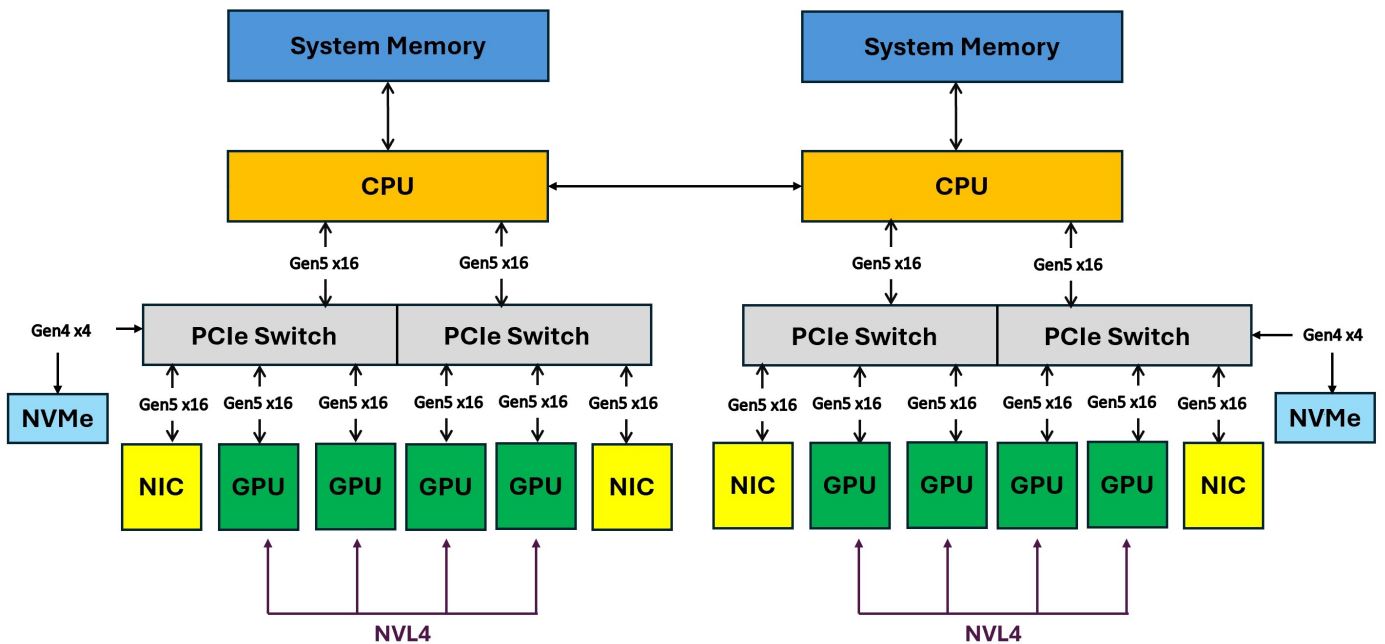 System Memory
System Memory
CPU
CPU
Gen5 x16
Gen5 x16
Gen5 x16
Gen5 x16
Gen4 x4
PCIe Switch
PCIe Switch
PCIe Switch
PCIe Switch
Gen4 x4
NVMe
Gen5 x16
Gen5 x16
Gen5 x16
Gen5 x16
Gen5 x16
Gen5 x16
Gen5 x16
Gen5 x16
Gen5 x16
Gen5 x16
Gen5 x16
Gen5 x16
NVMe
NIC
GPU
GPU
GPU
GPU
NIC
NIC
GPU
GPU
GPU
GPU
NIC
NVL4
NVL4